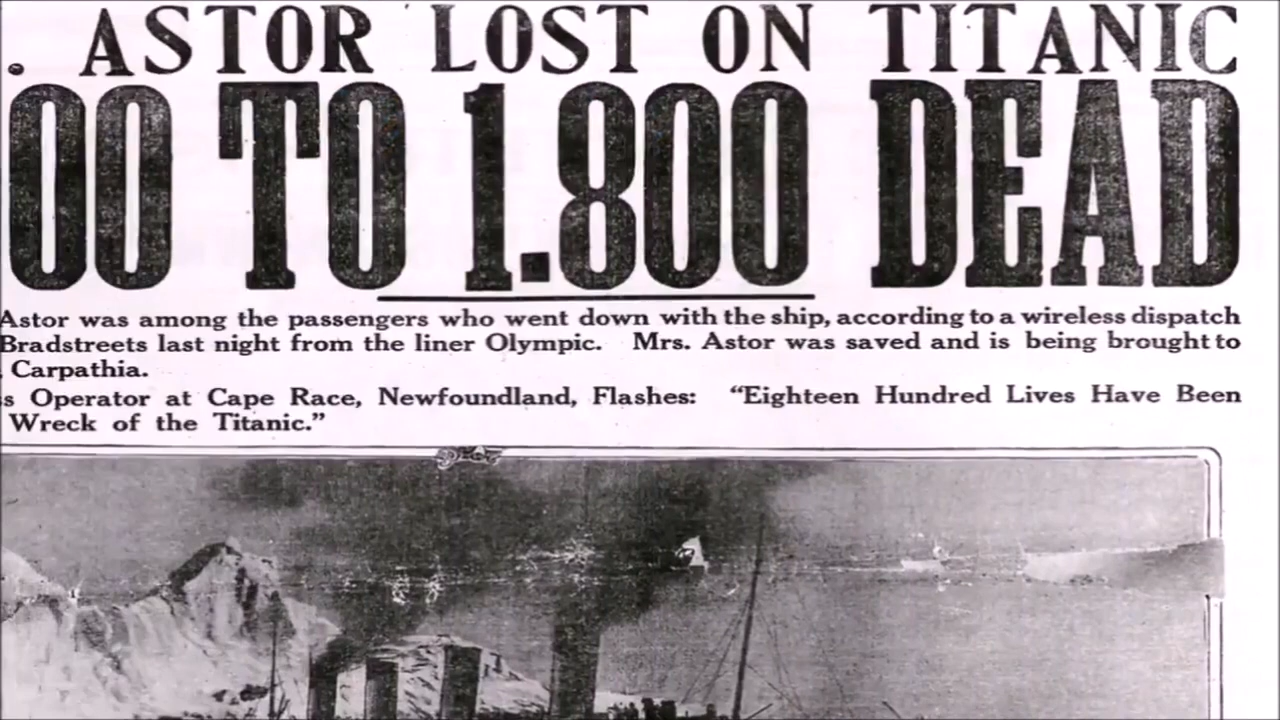 . ASTOR LOST ON TITANIC
00 TO 1.800 DEAD
Astor was among the passengers who went down with the ship, according to a wireless dispatch
Bradstreets last night from the liner Olympic. Mrs. Astor was saved and is being brought to
. Carpathia.
s Operator at Cape Race, Newfoundland, Flashes: “Eighteen Hundred Lives Have Been
Wreck of the Titanic.”